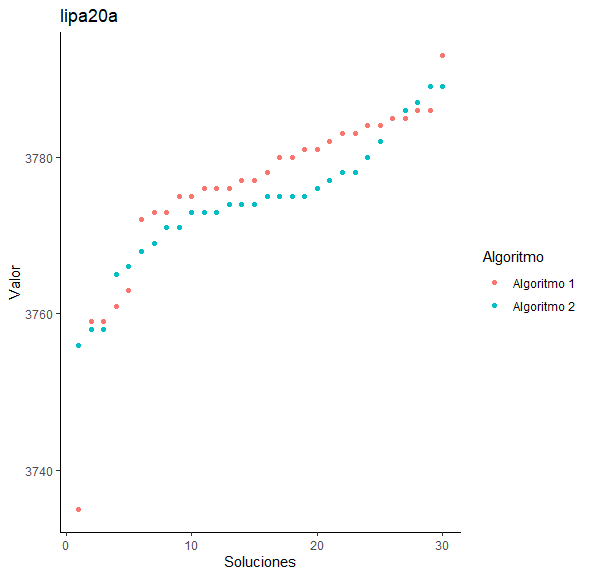 lipa20a
Valor
3780
3760
3740
0 10 20 30
Soluciones
Algoritmo
Algoritmo 1
Algoritmo 2